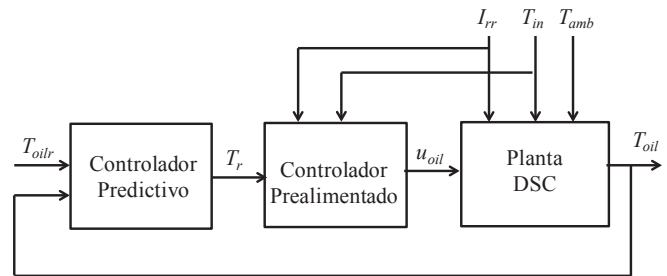 I_rr T_in T_amb
T_oilr
Controlador
Predictivo
T_r
Controlador
Prealimentado
u_oil
Planta
DSC
T_oil